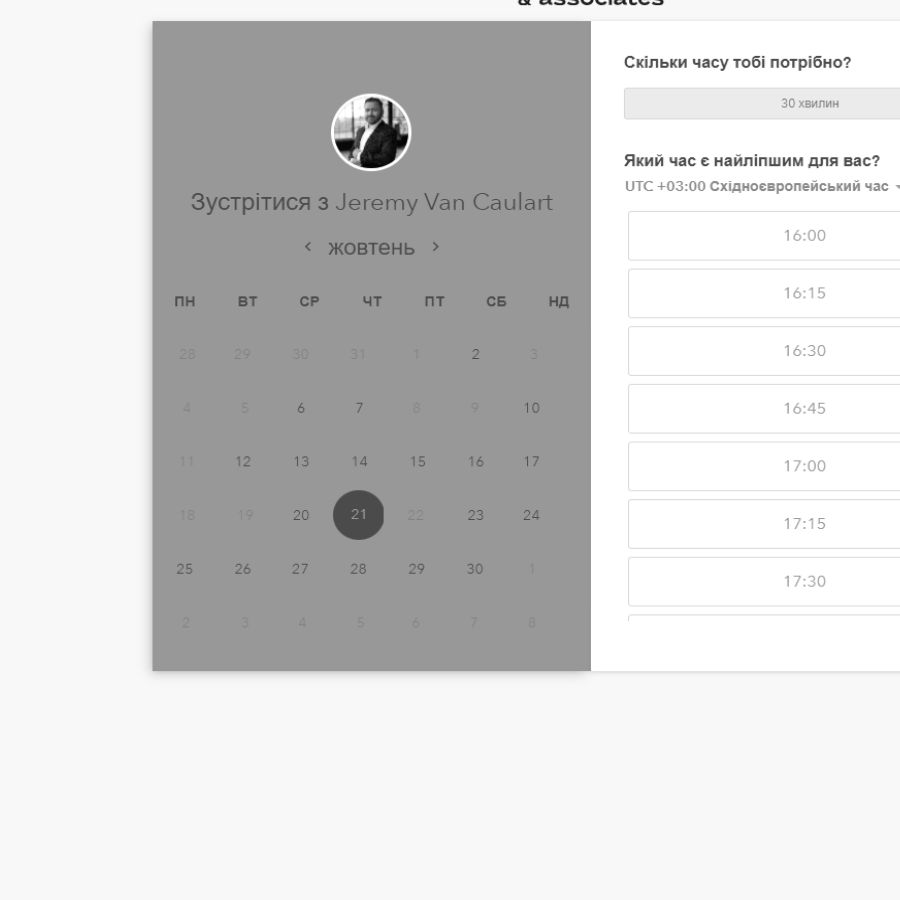 & associates
Зустрітися з Jeremy Van Caulart
жовтень
ПН ВТ СР ЧТ ПТ СБ НД
28 29 30 31 1 2 3
4 5 6 7 8 9 10
11 12 13 14 15 16 17
18 19 20 21 22 23 24
25 26 27 28 29 30 1
2 3 4 5 6 7 8
Скільки часу тобі потрібно?
30 хвилин
Який час є найліпшим для вас?
UTC +03:00 Східноєвропейський час
16:00
16:15
16:30
16:45
17:00
17:15
17:30